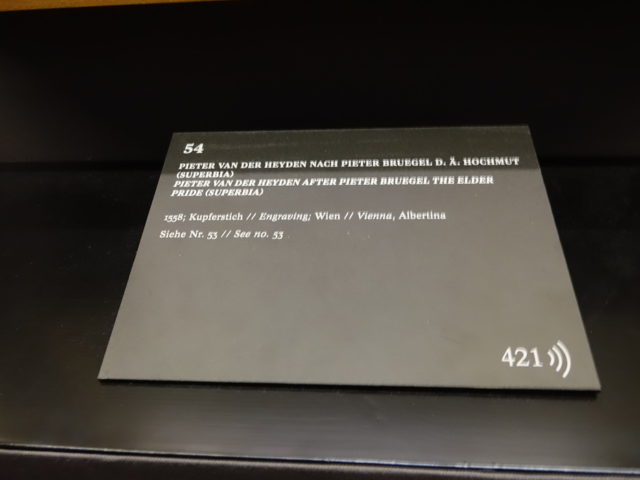 54
PIETER VAN DER HEYDEN NACH PIETER BRUEGEL D. Ä. HOCHMUT
(SUPERBIA)
PIETER VAN DER HEYDEN AFTER PIETER BRUEGEL THE ELDER
PRIDE (SUPERBIA)
1558; Kupferstich // Engraving; Wien // Vienna, Albertina
Siehe Nr. 53 // See no. 53
421